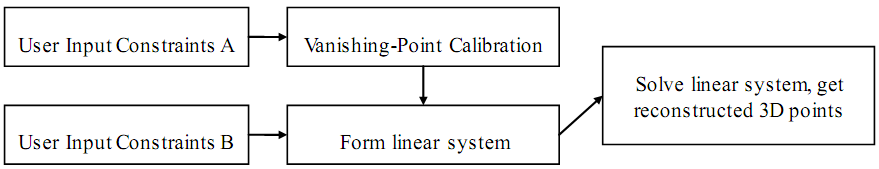 User Input Constraints A
Vanishing-Point Calibration
Solve linear system, get
reconstructed 3D points
User Input Constraints B
Form linear system